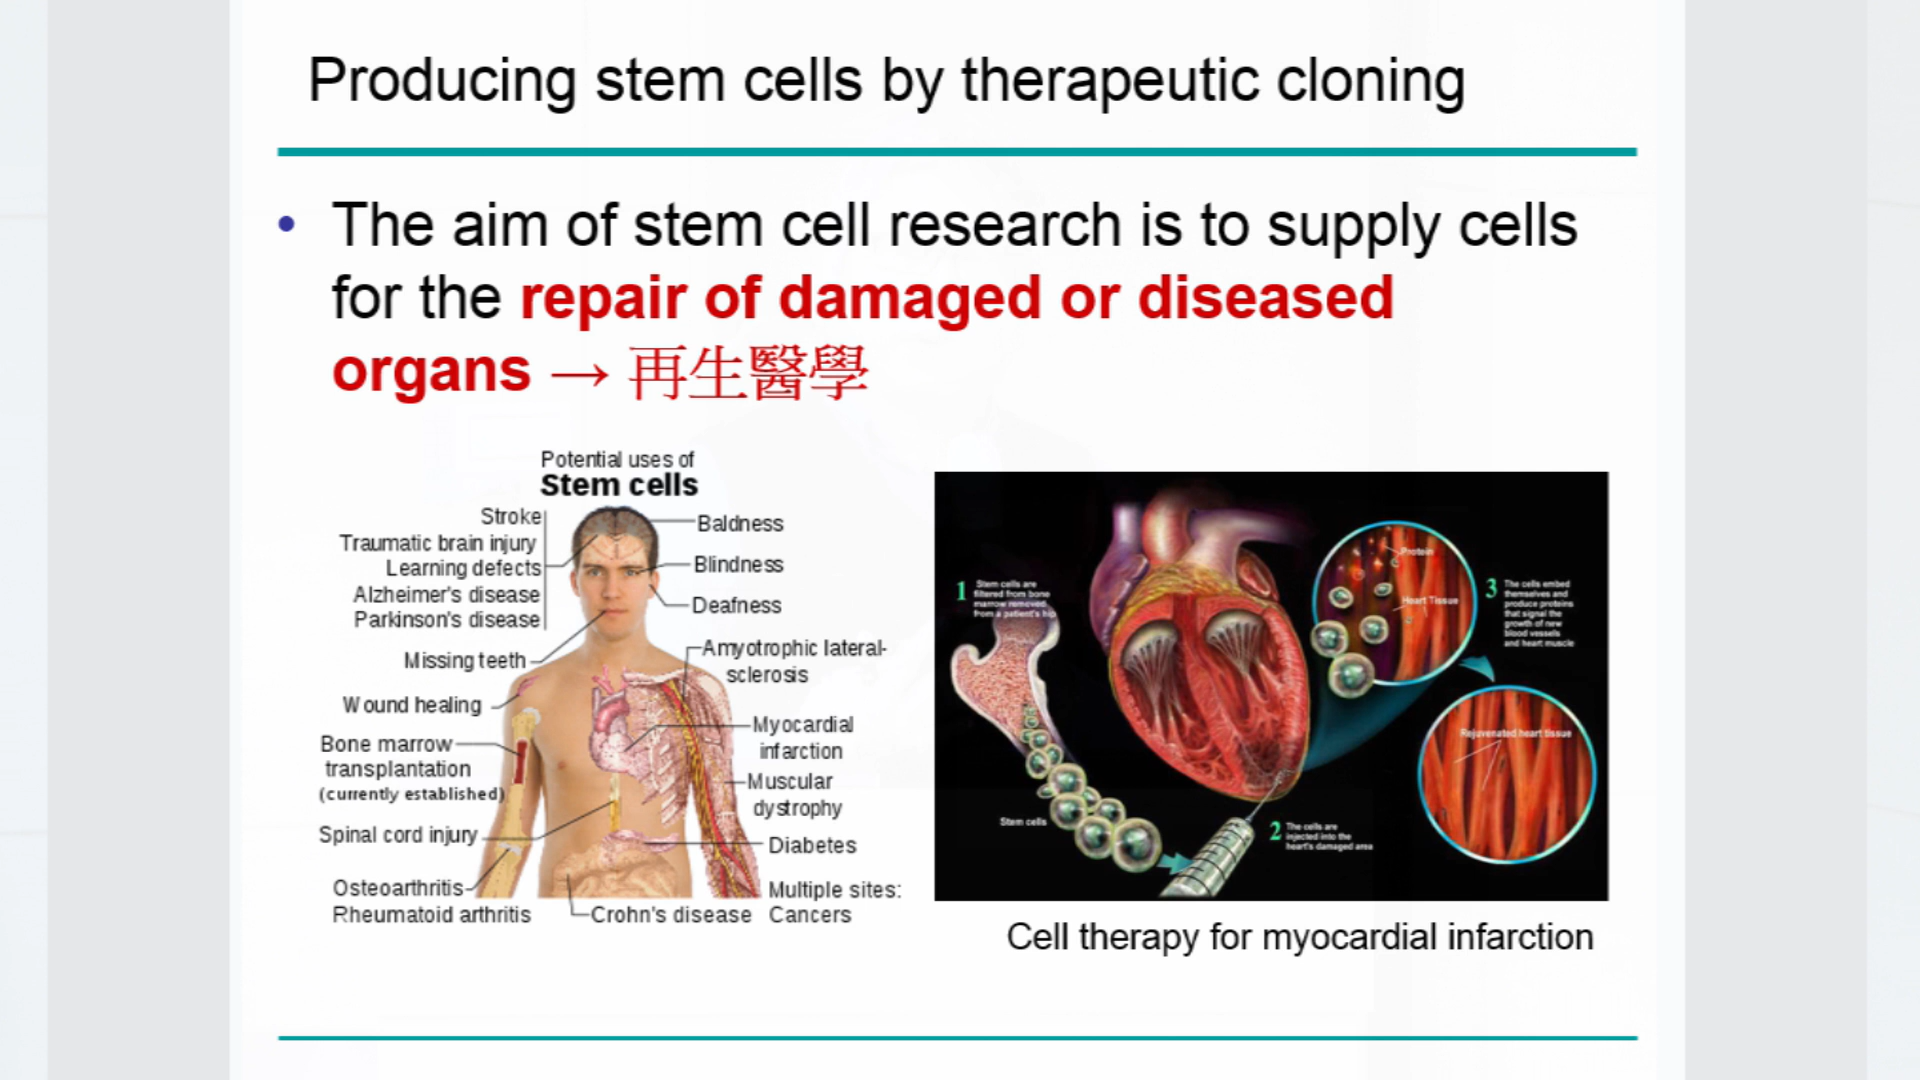 Producing stem cells by therapeutic cloning
• The aim of stem cell research is to supply cells
for the repair of damaged or diseased
organs → 再生醫學
Potential uses of
Stem cells
Stroke
Traumatic brain injury
Learning defects
Alzheimer's disease
Parkinson's disease
Missing teeth
Wound healing
Bone marrow
transplantation
(currently established)
Spinal cord injury
Osteoarthritis
Rheumatoid arthritis
Baldness
Blindness
Deafness
Amyotrophic lateral-
sclerosis
Myocardial
infarction
Muscular
dystrophy
Diabetes
Multiple sites:
Cancers
Crohn's disease
1 Stem cells are
filtered from bone
marrow removed
from a patient's hip
Stem cells
2 The cells are
injected into the
heart's damaged area
Protein
Heart Tissue
3 The cells embed
themselves and
produce proteins
that signal the
growth of new
blood vessels
and heart muscle
Rejuvenated heart tissue
Cell therapy for myocardial infarction